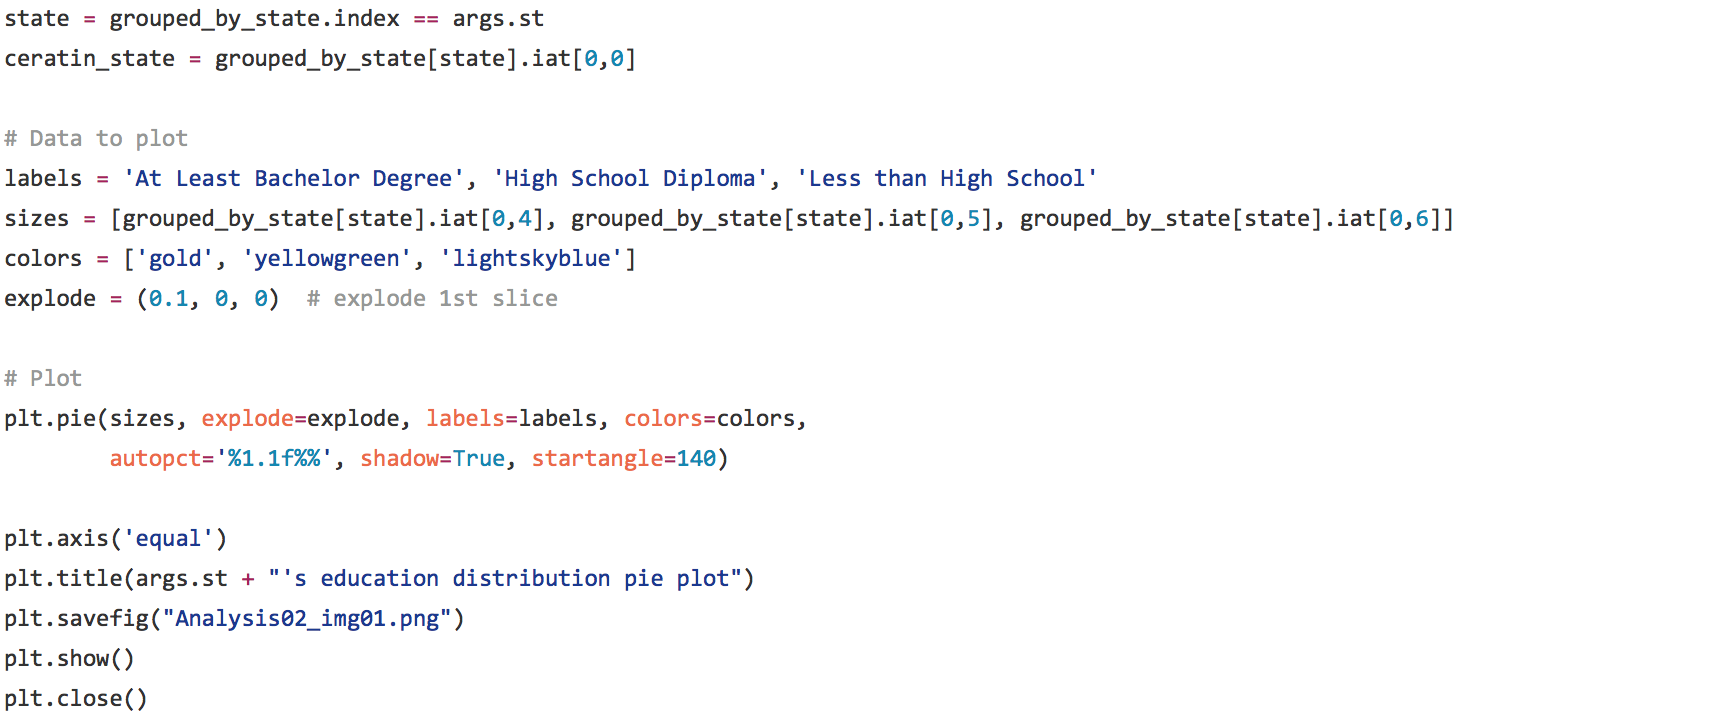 state = grouped_by_state.index == args.st
ceratin_state = grouped_by_state[state].iat[0,0]
# Data to plot
labels = 'At Least Bachelor Degree', 'High School Diploma', 'Less than High School'
sizes = [grouped_by_state[state].iat[0,4], grouped_by_state[state].iat[0,5], grouped_by_state[state].iat[0,6]]
colors = ['gold', 'yellowgreen', 'lightskyblue']
explode = (0.1, 0, 0)  # explode 1st slice
# Plot
plt.pie(sizes, explode=explode, labels=labels, colors=colors,
        autopct='%1.1f%%', shadow=True, startangle=140)
plt.axis('equal')
plt.title(args.st + "'s education distribution pie plot")
plt.savefig("Analysis02_img01.png")
plt.show()
plt.close()